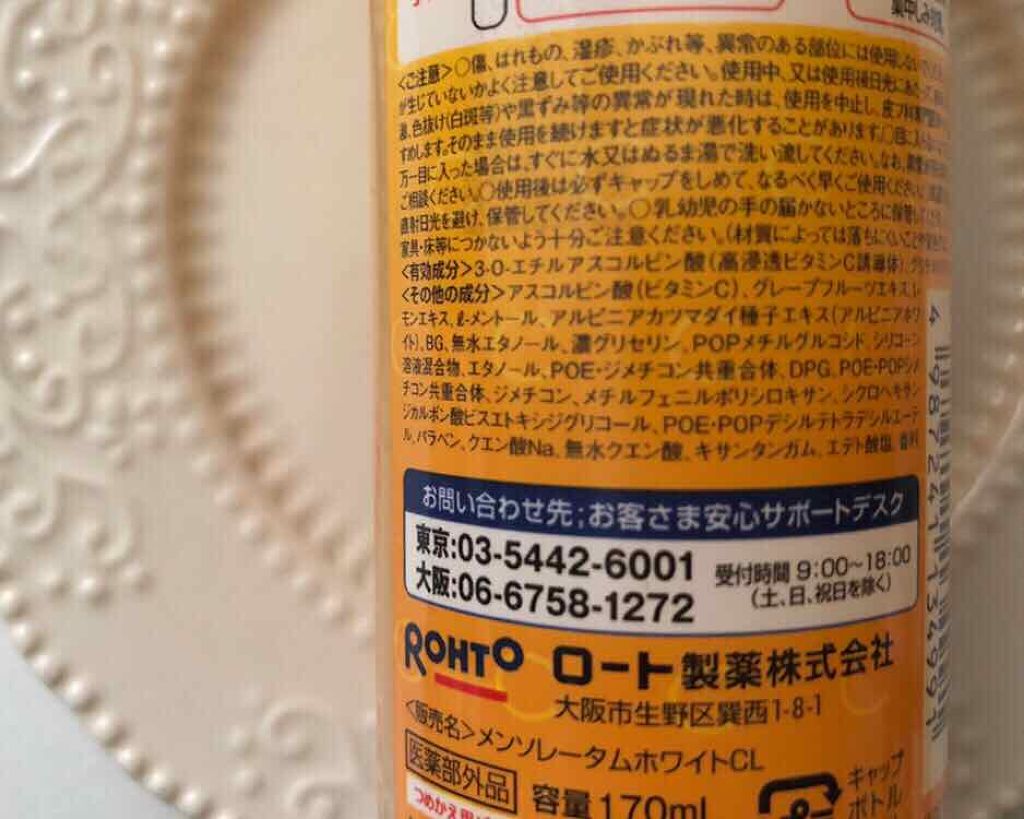 <ご注意>○傷、はれもの、湿疹、かぶれ等、異常のある部位には使用し
が生じていないかよく注意してご使用ください。使用中、又は使用後日光に
色抜け(白斑等)や黒ずみ等の異常が現れた時は、使用を中止し、皮フ科
すめします。そのまま使用を続けますと症状が悪化することがあります。○目に
万一目に入った場合は、すぐに水又はぬるま湯で洗い流してください。なお、
ご相談ください。○使用後は必ずキャップをしめて、なるべく早くご使用ください。
直射日光を避け、保管してください。○乳幼児の手の届かないところに保管し
家具・床等につかないよう十分ご注意ください。(材質によっては落ちにくいこと
<有効成分>3-O-エチルアスコルビン酸(高浸透ビタミンC誘導体)、
<その他の成分>アスコルビン酸(ビタミンC)、グレープフルーツエキス、レ
モンエキス、ℓ-メントール、アルピニアカツマダイ種子エキス(アルピニアホワ
イト)、BG、無水エタノール、濃グリセリン、POPメチルグルコシド、シリコーン
溶液混合物、エタノール、POE・ジメチコン共重合体、DPG、POE・POPジメ
チコン共重合体、ジメチコン、メチルフェニルポリシロキサン、シクロヘキサン
ジカルボン酸ビスエトキシジグリコール、POE・POPデシルテトラデシルエーテ
ル、パラベン、クエン酸Na、無水クエン酸、キサンタンガム、エデト酸塩、香料
お問い合わせ先;お客さま安心サポートデスク
東京:03-5442-6001
大阪:06-6758-1272
受付時間 9:00~18:00
(土、日、祝日を除く)
ROHTO ロート製薬株式会社
大阪市生野区巽西1-8-1
<販売名>メンソレータムホワイトCL
医薬部外品
容量170mL
つめかえ用
キャップ
ボトル